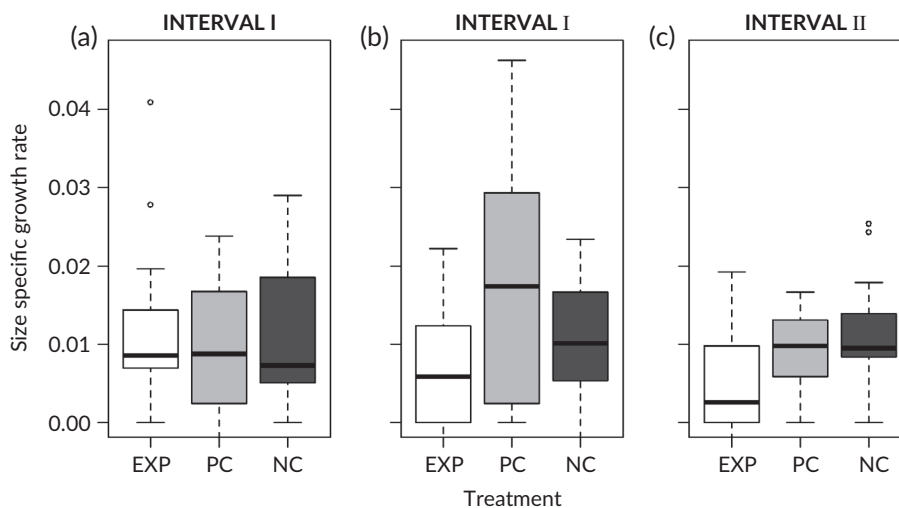 (a) INTERVAL I
(b) INTERVAL I
(c) INTERVAL II
Size specific growth rate
0.04
0.03
0.02
0.01
0.00
EXP PC NC
EXP PC NC
EXP PC NC
Treatment